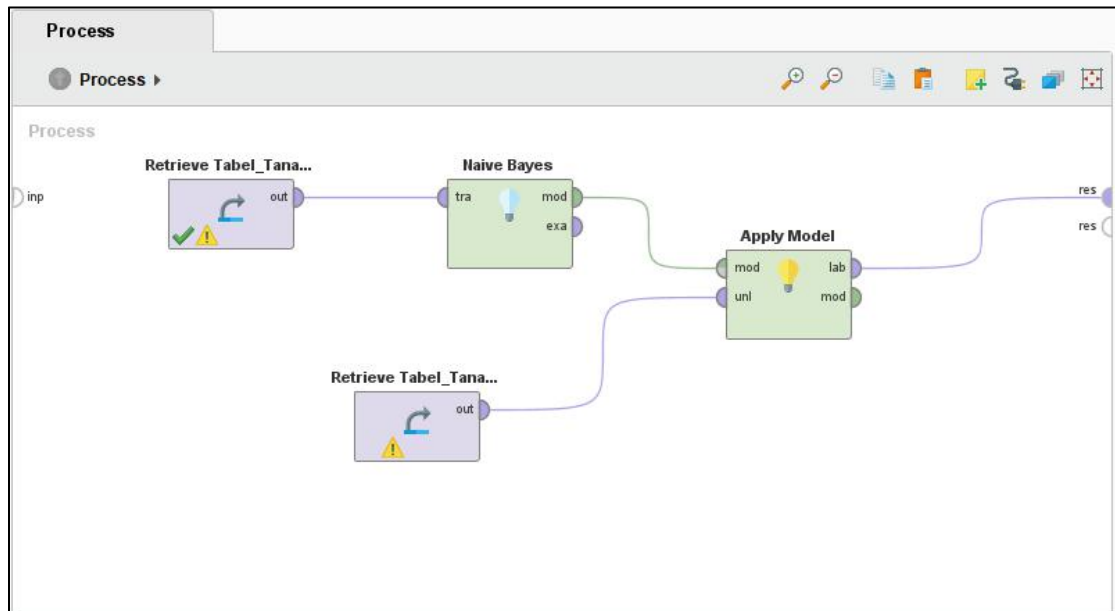 Process
Process
Process
inp
Retrieve Tabel_Tana...
out
Naive Bayes
tra
mod
exa
Apply Model
mod
lab
unl
mod
res
res
Retrieve Tabel_Tana...
out